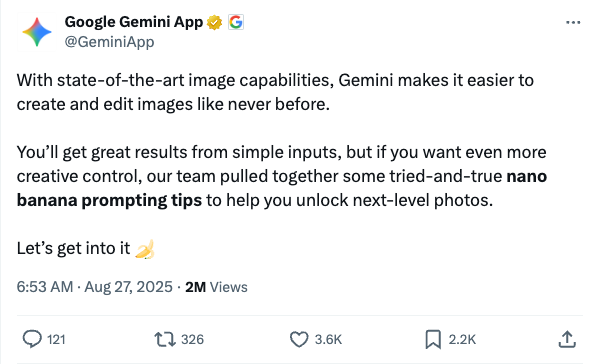 Google Gemini App
@GeminiApp
With state-of-the-art image capabilities, Gemini makes it easier to
create and edit images like never before.
You’ll get great results from simple inputs, but if you want even more
creative control, our team pulled together some tried-and-true nano
banana prompting tips to help you unlock next-level photos.
Let’s get into it 🍌
6:53 AM · Aug 27, 2025 · 2M Views
121 326 3.6K 2.2K